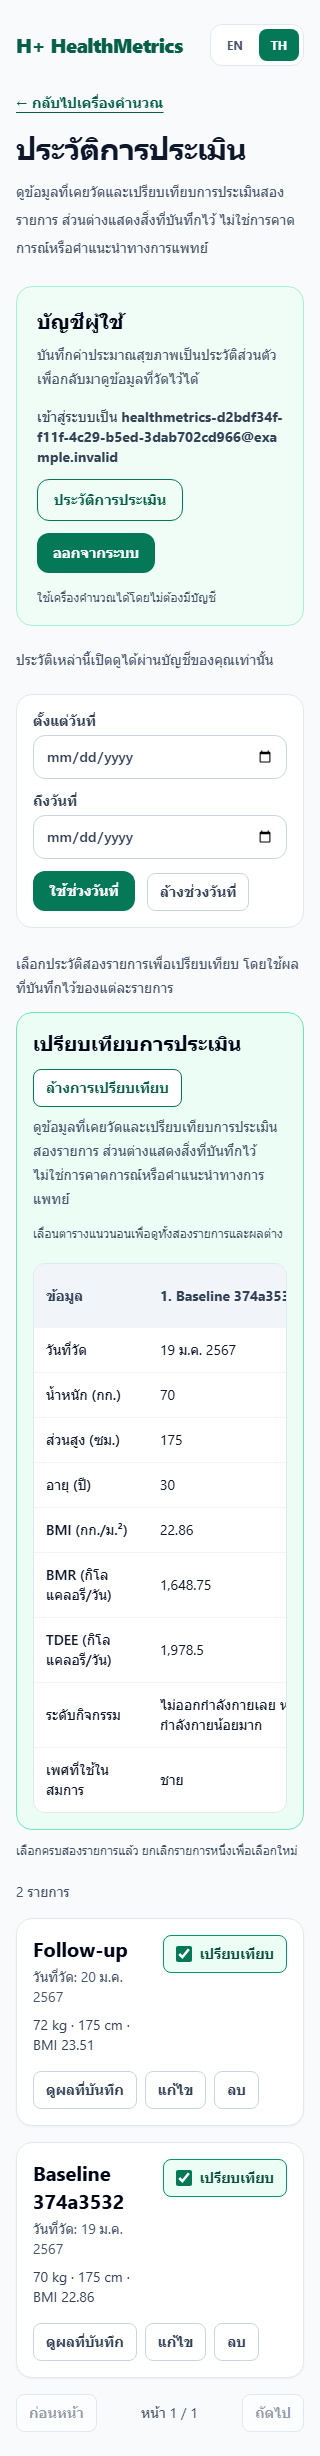 H+ HealthMetrics
EN
TH
← กลับไปเครื่องคำนวณ
ประวัติการประเมิน
ดูข้อมูลที่เคยวัดและเปรียบเทียบการประเมินสอง
รายการ ส่วนต่างแสดงสิ่งที่บันทึกไว้ ไม่ใช่การคาด
การณ์หรือคำแนะนำทางการแพทย์
บัญชีผู้ใช้
บันทึกค่าประมาณสุขภาพเป็นประวัติส่วนตัว
เพื่อกลับมาดูข้อมูลที่วัดไว้ได้
เข้าสู่ระบบเป็น healthmetrics-d2bdf34f-
f11f-4c29-b5ed-3dab702cd966@exa
mple.invalid
ประวัติการประเมิน
ออกจากระบบ
ใช้เครื่องคำนวณได้โดยไม่ต้องมีบัญชี
ประวัติเหล่านี้เปิดดูได้ผ่านบัญชีของคุณเท่านั้น
ตั้งแต่วันที่
mm/dd/yyyy
ถึงวันที่
mm/dd/yyyy
ใช้ช่วงวันที่
ล้างช่วงวันที่
เลือกประวัติสองรายการเพื่อเปรียบเทียบ โดยใช้ผล
ที่บันทึกไว้ของแต่ละรายการ
เปรียบเทียบการประเมิน
ล้างการเปรียบเทียบ
ดูข้อมูลที่เคยวัดและเปรียบเทียบการประเมิน
สองรายการ ส่วนต่างแสดงสิ่งที่บันทึกไว้
ไม่ใช่การคาดการณ์หรือคำแนะนำทางการ
แพทย์
เลื่อนตารางแนวนอนเพื่อดูทั้งสองรายการและผลต่าง
ข้อมูล
1. Baseline 374a353
วันที่วัด
19 ม.ค. 2567
น้ำหนัก (กก.)
70
ส่วนสูง (ซม.)
175
อายุ (ปี)
30
BMI (กก./ม.²)
22.86
BMR (กิโล
แคลอรี/วัน)
1,648.75
TDEE (กิโล
แคลอรี/วัน)
1,978.5
ระดับกิจกรรม
ไม่ออกกำลังกายเลย ห
กำลังกายน้อยมาก
เพศที่ใช้ใน
สมการ
ชาย
เลือกครบสองรายการแล้ว ยกเลิกรายการหนึ่งเพื่อเลือกใหม่
2 รายการ
Follow-up
เปรียบเทียบ
วันที่วัด: 20 ม.ค.
2567
72 kg · 175 cm ·
BMI 23.51
ดูผลที่บันทึก
แก้ไข
ลบ
Baseline
374a3532
เปรียบเทียบ
วันที่วัด: 19 ม.ค.
2567
70 kg · 175 cm ·
BMI 22.86
ดูผลที่บันทึก
แก้ไข
ลบ
ก่อนหน้า
หน้า 1 / 1
ถัดไป